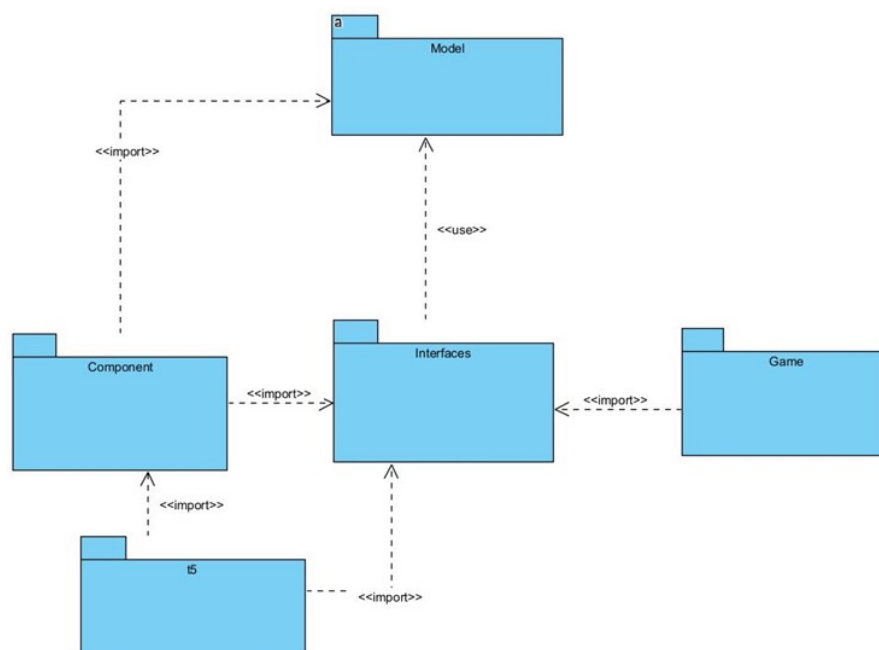 a
Model
<<import>>
<<use>>
Component
Interfaces
Game
<<import>>
<<import>>
<<import>>
t5
<<import>>